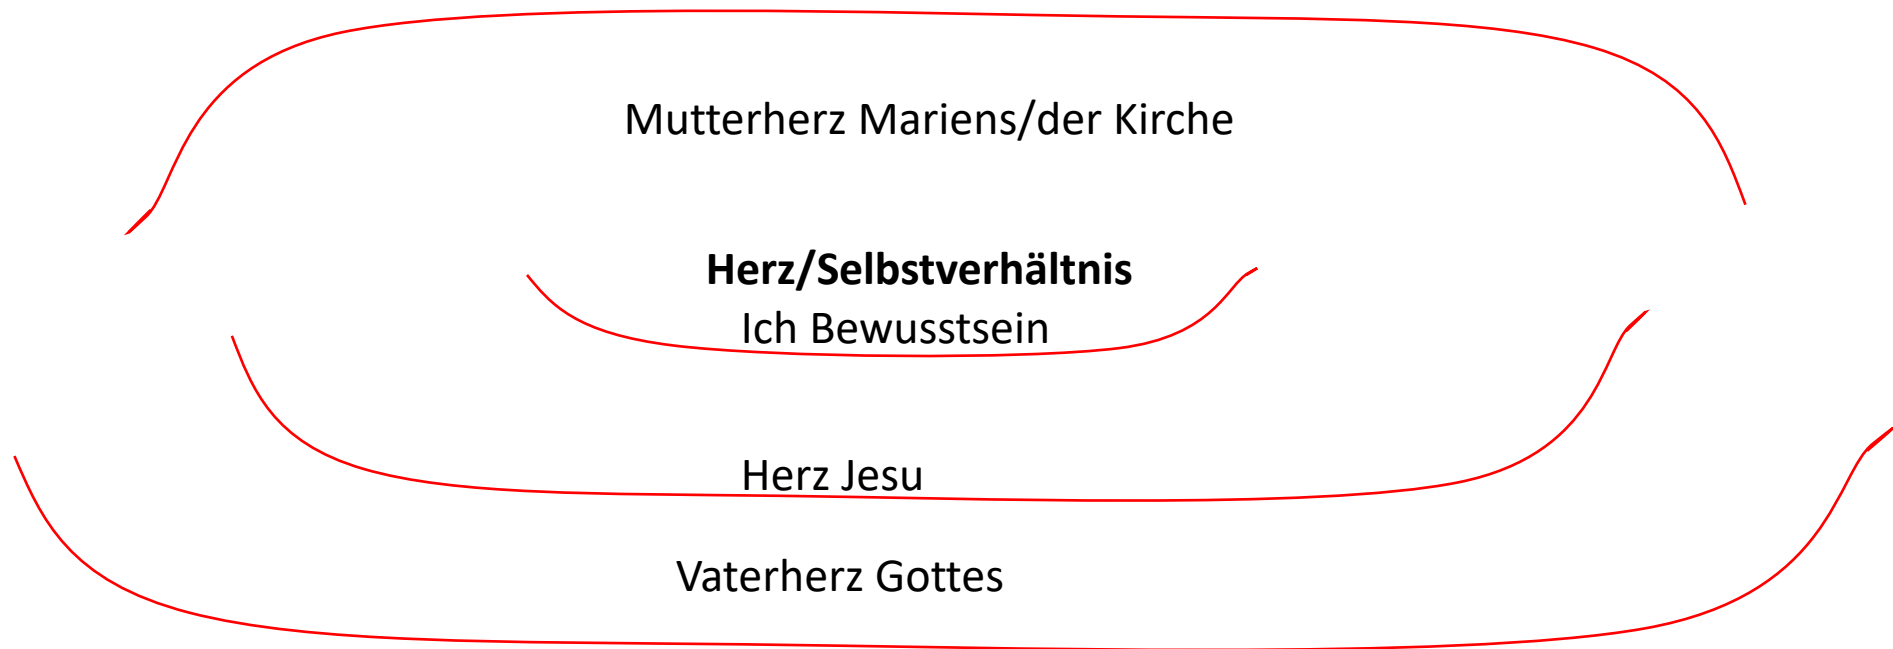 Mutterherz Mariens/der Kirche
Herz/Selbstverhältnis
Ich Bewusstsein
Herz Jesu
Vaterherz Gottes